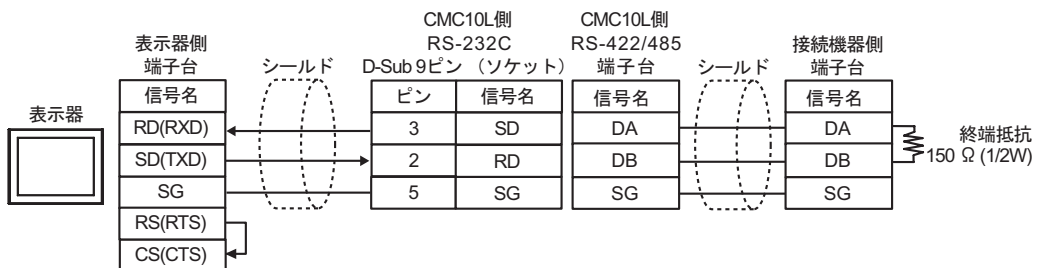 CMC10L側 CMC10L側
表示器側 RS-232C RS-422/485 接続機器側
端子台 シールド D-Sub 9ピン （ソケット） 端子台 シールド 端子台
信号名 ピン 信号名 信号名 信号名
表示器
RD(RXD) 3 SD DA DA
終端抵抗
SD(TXD) 2 RD DB DB 150 Ω (1/2W)
SG 5 SG SG SG
RS(RTS)
CS(CTS)